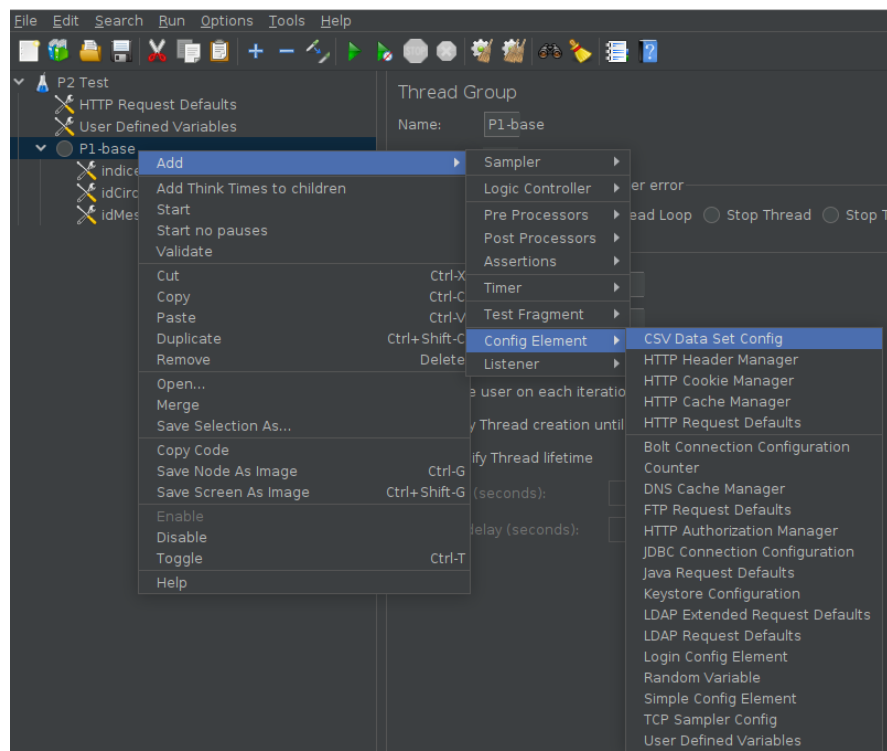 File Edit Search Run Options Tools Help
P2 Test
HTTP Request Defaults
User Defined Variables
P1-base
indice
idCirc
idMes
Thread Group
Name: P1-base
er error
ead Loop Stop Thread Stop T
e user on each iteratio
y Thread creation until
ify Thread lifetime
(seconds):
delay (seconds):
Add
Add Think Times to children
Start
Start no pauses
Validate
Cut Ctrl-X
Copy Ctrl-C
Paste Ctrl-V
Duplicate Ctrl+Shift-C
Remove Delete
Open...
Merge
Save Selection As...
Copy Code
Save Node As Image Ctrl-G
Save Screen As Image Ctrl+Shift-G
Enable
Disable
Toggle Ctrl-T
Help
Sampler
Logic Controller
Pre Processors
Post Processors
Assertions
Timer
Test Fragment
Config Element
Listener
CSV Data Set Config
HTTP Header Manager
HTTP Cookie Manager
HTTP Cache Manager
HTTP Request Defaults
Bolt Connection Configuration
Counter
DNS Cache Manager
FTP Request Defaults
HTTP Authorization Manager
JDBC Connection Configuration
Java Request Defaults
Keystore Configuration
LDAP Extended Request Defaults
LDAP Request Defaults
Login Config Element
Random Variable
Simple Config Element
TCP Sampler Config
User Defined Variables